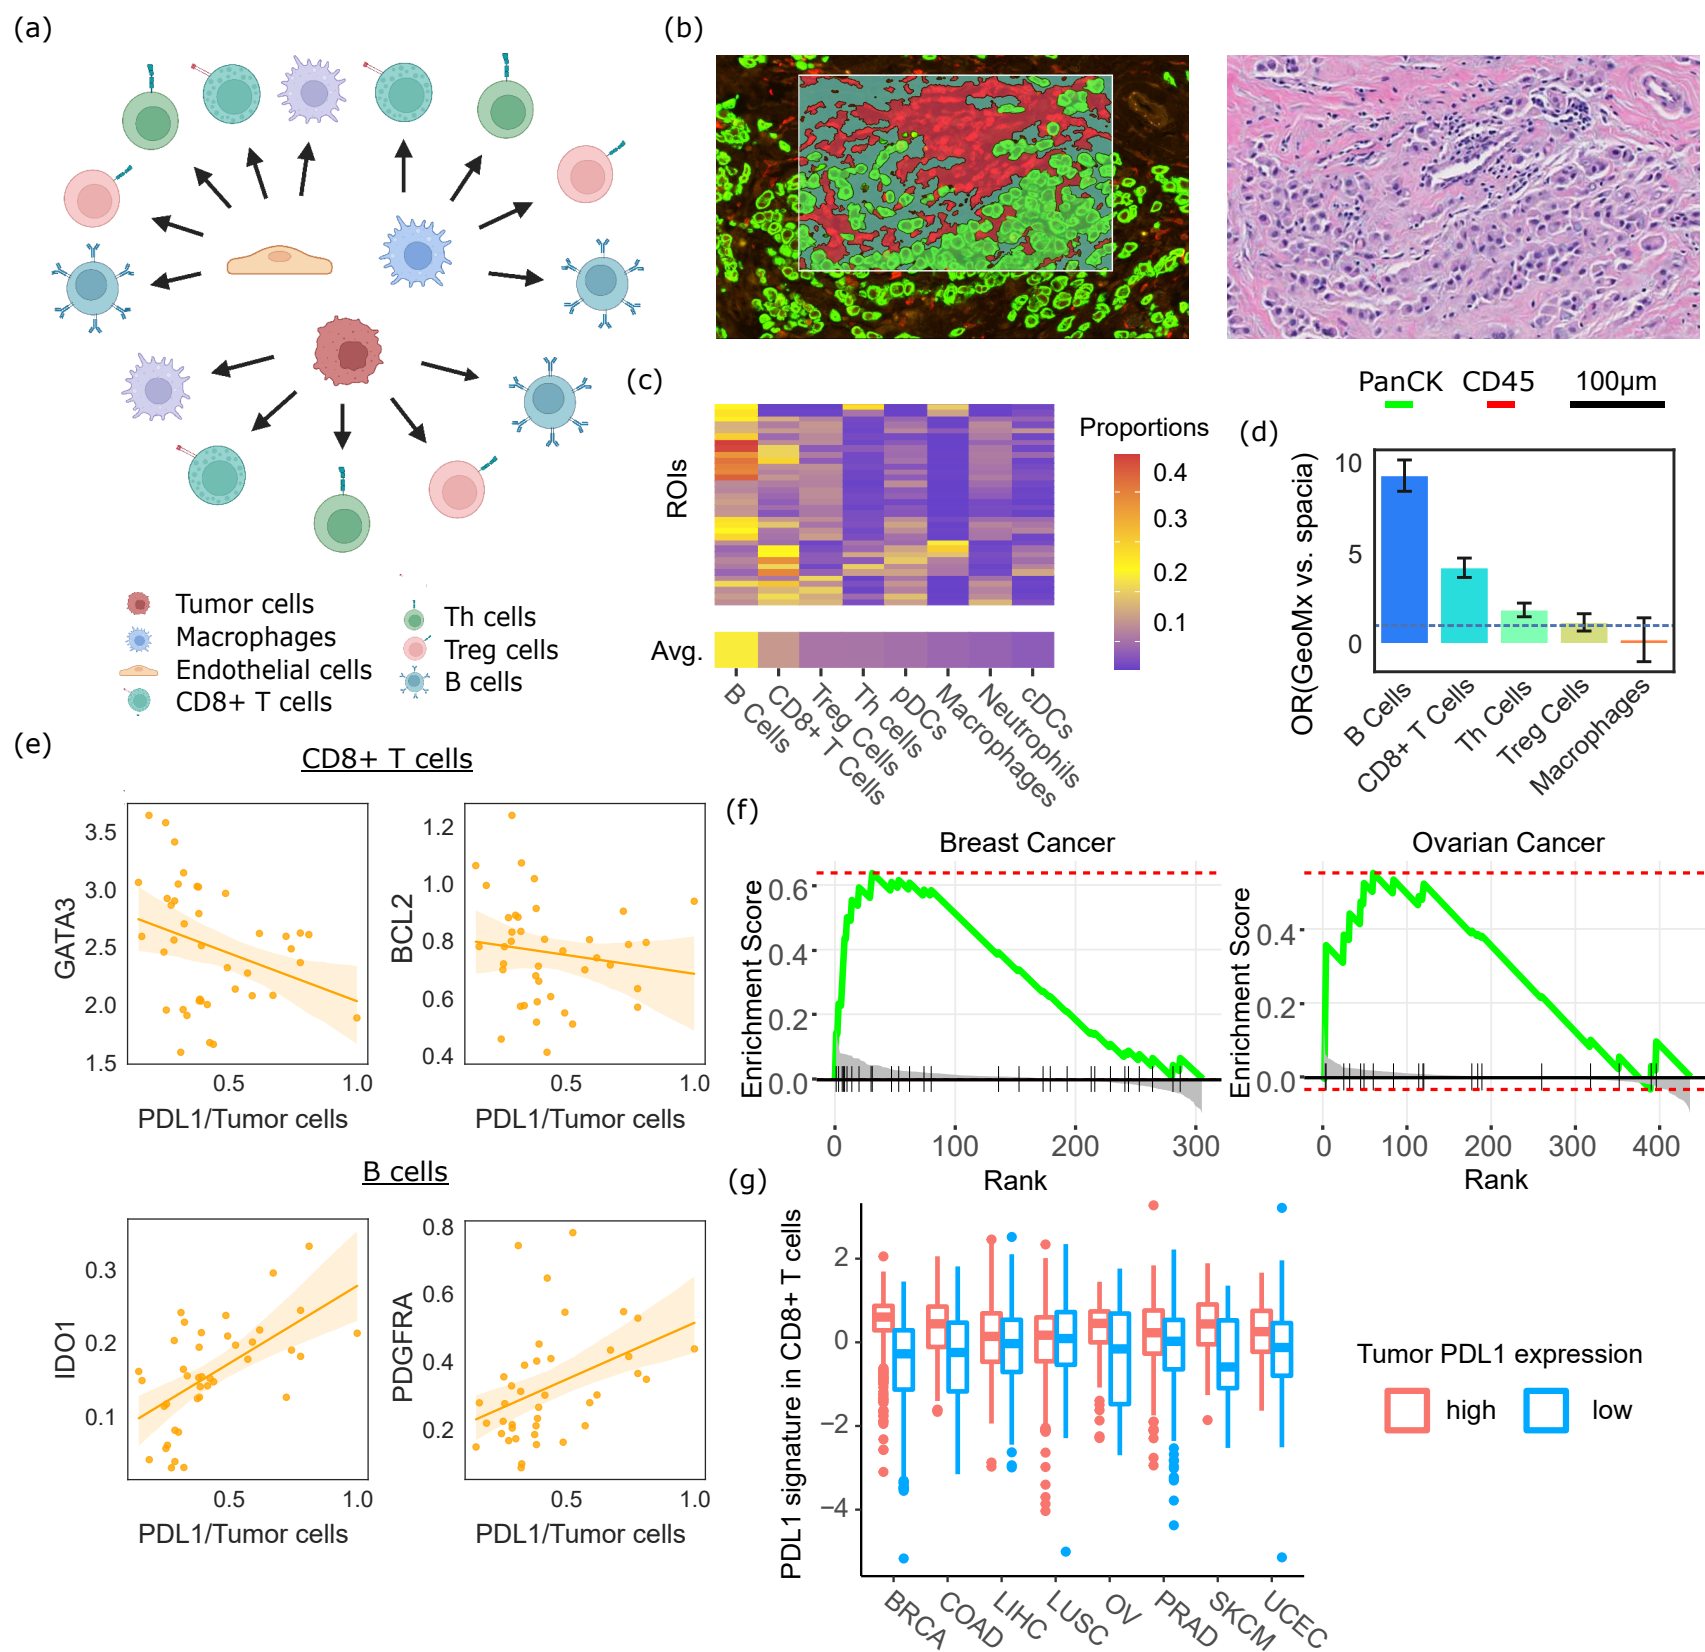 (a)
Tumor cells
Macrophages
Endothelial cells
CD8+ T cells
Th cells
Treg cells
B cells
(b)
PanCK CD45 100µm
(c)
ROIs
Avg.
Proportions
0.4
0.3
0.2
0.1
B Cells
CD8+ T Cells
Treg Cells
Th cells
pDCs
Macrophages
Neutrophils
cDCs
(d)
OR(GeoMx vs. spacia)
10
5
0
B Cells
CD8+ T Cells
Th Cells
Treg Cells
Macrophages
(e)
CD8+ T cells
GATA3
3.5
3.0
2.5
2.0
1.5
0.5 1.0
PDL1/Tumor cells
BCL2
1.2
1.0
0.8
0.6
0.4
0.5 1.0
PDL1/Tumor cells
B cells
IDO1
0.3
0.2
0.1
0.5 1.0
PDL1/Tumor cells
PDGFRA
0.8
0.6
0.4
0.2
0.5 1.0
PDL1/Tumor cells
(f)
Breast Cancer
Enrichment Score
0.6
0.4
0.2
0.0
0 100 200 300
Rank
Ovarian Cancer
Enrichment Score
0.4
0.2
0.0
0 100 200 300 400
Rank
(g)
PDL1 signature in CD8+ T cells
2
0
−2
−4
BRCA
COAD
LIHC
LUSC
OV
PRAD
SKCM
UCEC
Tumor PDL1 expression
high low